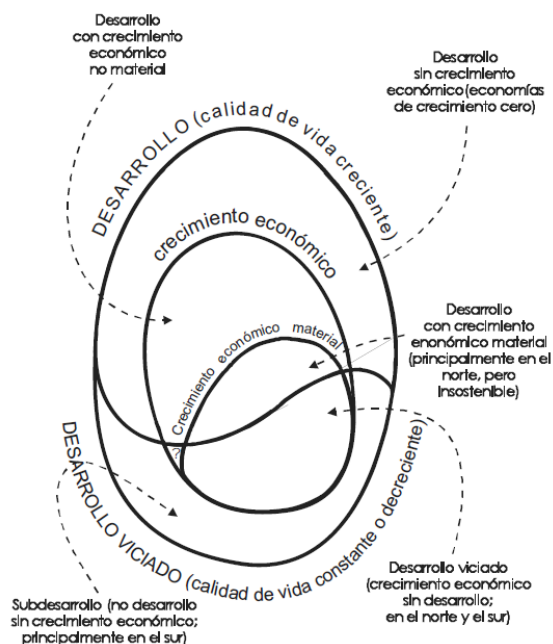 Desarrollo
con crecimiento
económico
no material
Desarrollo
sin crecimiento
económico (economías
de crecimiento cero)
DESARROLLO (calidad de vida creciente)
crecimiento económico
Crecimiento económico material
Desarrollo
con crecimiento
enonómico material
(principalmente en el
norte, pero
insostenible)
?
DESARROLLO VICIADO (calidad de vida constante o decreciente)
Subdesarrollo (no desarrollo
sin crecimiento económico;
principalmente en el sur)
Desarrollo viciado
(crecimiento económico
sin desarrollo;
en el norte y el sur)